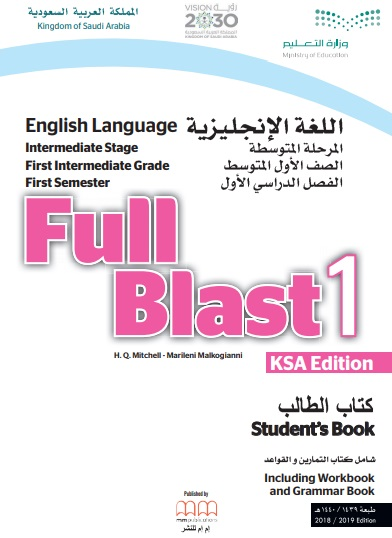 المملكة العربية السعودية
Kingdom of Saudi Arabia
VISION رؤية
2030
المملكة العربية السعودية
KINGDOM OF SAUDI ARABIA
وزارة التعليم
Ministry of Education
English Language اللغة الإنجليزية
Intermediate Stage المرحلة المتوسطة
First Intermediate Grade الصف الأول المتوسط
First Semester الفصل الدراسي الأول
Full
Blast 1
H. Q. Mitchell - Marileni Malkogianni
KSA Edition
كتاب الطالب
Student's Book
شامل كتاب التمارين و القواعد
Including Workbook
and Grammar Book
Published by
mm publications
إم إم للنشر
طبعة ١٤٣٩ / ١٤٤٠ هـ
2018 / 2019 Edition